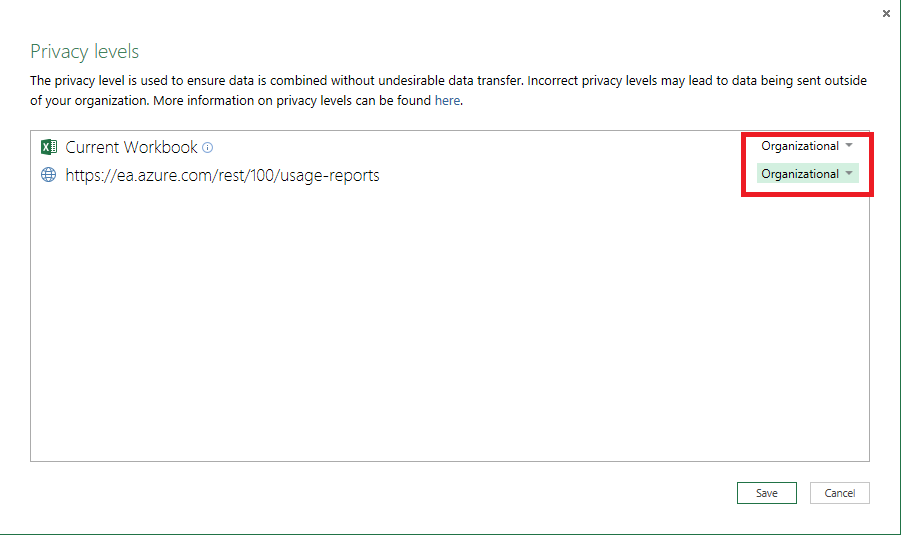 Privacy levels
The privacy level is used to ensure data is combined without undesirable data transfer. Incorrect privacy levels may lead to data being sent outside
of your organization. More information on privacy levels can be found here.
Current Workbook
Organizational
https://ea.azure.com/rest/100/usage-reports
Organizational
Save
Cancel